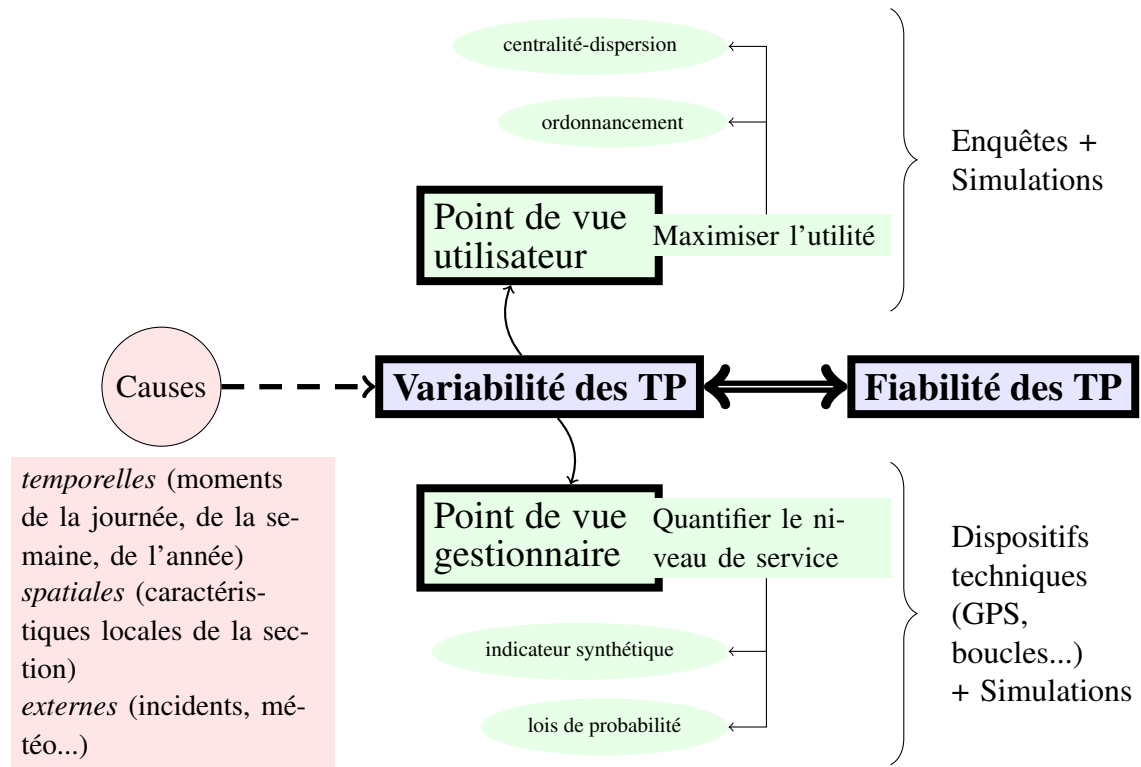 centralité-dispersion
ordonnancement
Enquêtes +
Simulations
Point de vue
utilisateur
Maximiser l'utilité
Causes
Variabilité des TP
Fiabilité des TP
temporelles (moments
de la journée, de la se-
maine, de l'année)
spatiales (caractéris-
tiques locales de la sec-
tion)
externes (incidents, mé-
téo...)
Point de vue
gestionnaire
Quantifier le ni-
veau de service
indicateur synthétique
lois de probabilité
Dispositifs
techniques
(GPS,
boucles...)
+ Simulations